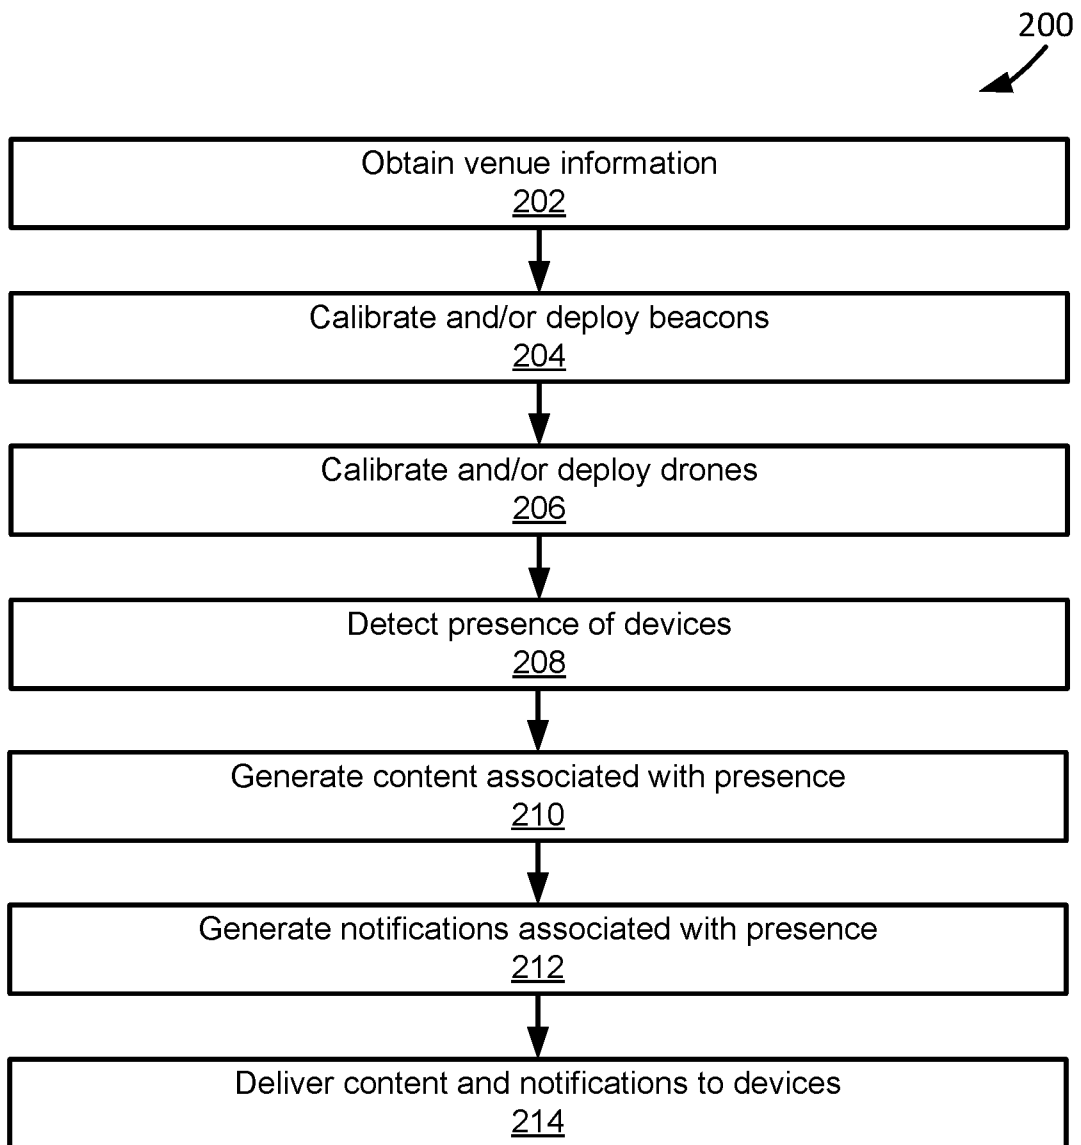 200
Obtain venue information
202
Calibrate and/or deploy beacons
204
Calibrate and/or deploy drones
206
Detect presence of devices
208
Generate content associated with presence
210
Generate notifications associated with presence
212
Deliver content and notifications to devices
214